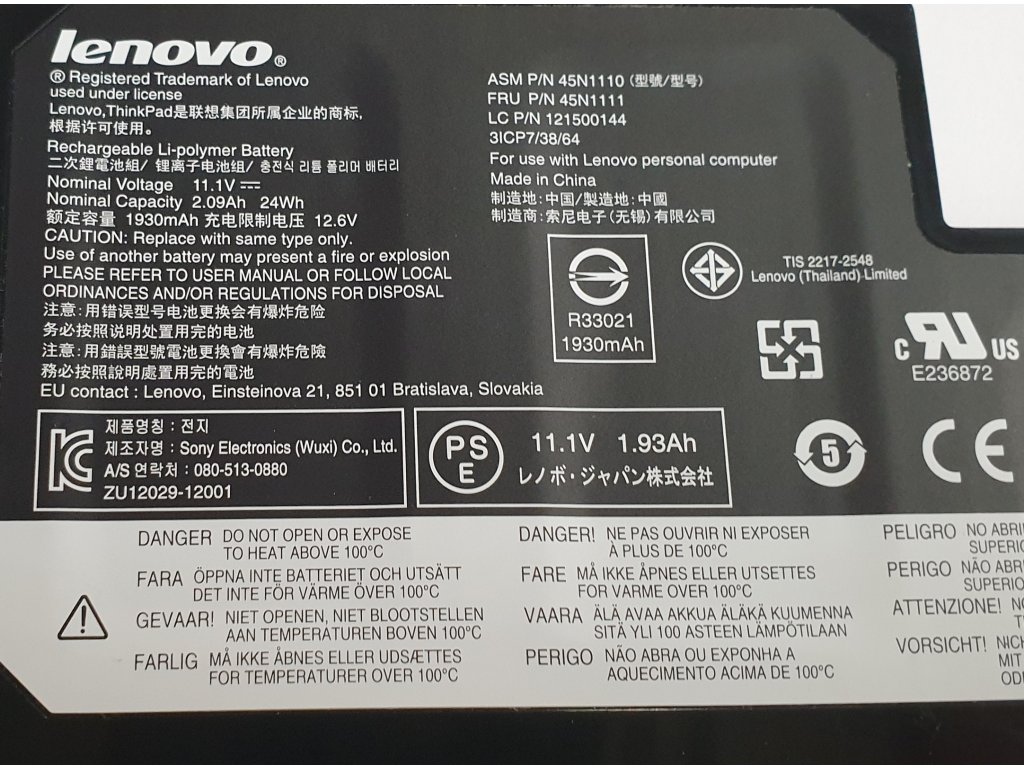 lenovo®
® Registered Trademark of Lenovo
used under license
Lenovo,ThinkPad是联想集团所属企业的商标,
根据许可使用。
Rechargeable Li-polymer Battery
二次鋰電池組/ 锂离子电池组/ 충전식 리튬 폴리머 배터리
Nominal Voltage 11.1V ⎓
Nominal Capacity 2.09Ah 24Wh
额定容量 1930mAh 充电限制电压 12.6V
CAUTION: Replace with same type only.
Use of another battery may present a fire or explosion
PLEASE REFER TO USER MANUAL OR FOLLOW LOCAL
ORDINANCES AND/OR REGULATIONS FOR DISPOSAL
注意:用错误型号电池更换会有爆炸危险
务必按照说明处置用完的电池
注意:用錯誤型號電池更換會有爆炸危險
務必按照說明處置用完的電池
EU contact : Lenovo, Einsteinova 21, 851 01 Bratislava, Slovakia
ASM P/N 45N1110 (型號/型号)
FRU P/N 45N1111
LC P/N 121500144
3ICP7/38/64
For use with Lenovo personal computer
Made in China
制造地:中国/製造地:中國
制造商:索尼电子(无锡)有限公司
R33021
1930mAh
TIS 2217-2548
Lenovo (Thailand) Limited
c RU US
E236872
KC
제품명칭 : 전지
제조자명 : Sony Electronics (Wuxi) Co., Ltd.
A/S 연락처 : 080-513-0880
ZU12029-12001
PS
E
11.1V 1.93Ah
レノボ・ジャパン株式会社
5
CE
DANGER DO NOT OPEN OR EXPOSE
TO HEAT ABOVE 100°C
FARA ÖPPNA INTE BATTERIET OCH UTSÄTT
DET INTE FÖR VÄRME ÖVER 100°C
GEVAAR! NIET OPENEN, NIET BLOOTSTELLEN
AAN TEMPERATUREN BOVEN 100°C
FARLIG MÅ IKKE ÅBNES ELLER UDSÆTTES
FOR TEMPERATURER OVER 100°C
DANGER! NE PAS OUVRIR NI EXPOSER
À PLUS DE 100°C
FARE MÅ IKKE ÅPNES ELLER UTSETTES
FOR VARME OVER 100°C
VAARA ÄLÄ AVAA AKKUA ÄLÄKÄ KUUMENNA
SITÄ YLI 100 ASTEEN LÄMPÖTILAAN
PERIGO NÃO ABRA OU EXPONHA A
AQUECIMENTO ACIMA DE 100°C
PELIGRO NO ABRI
SUPERIO
PERIGO NÃO ABR
SUPERIO
ATTENZIONE! NO
VORSICHT! NICH
MIT
ODE